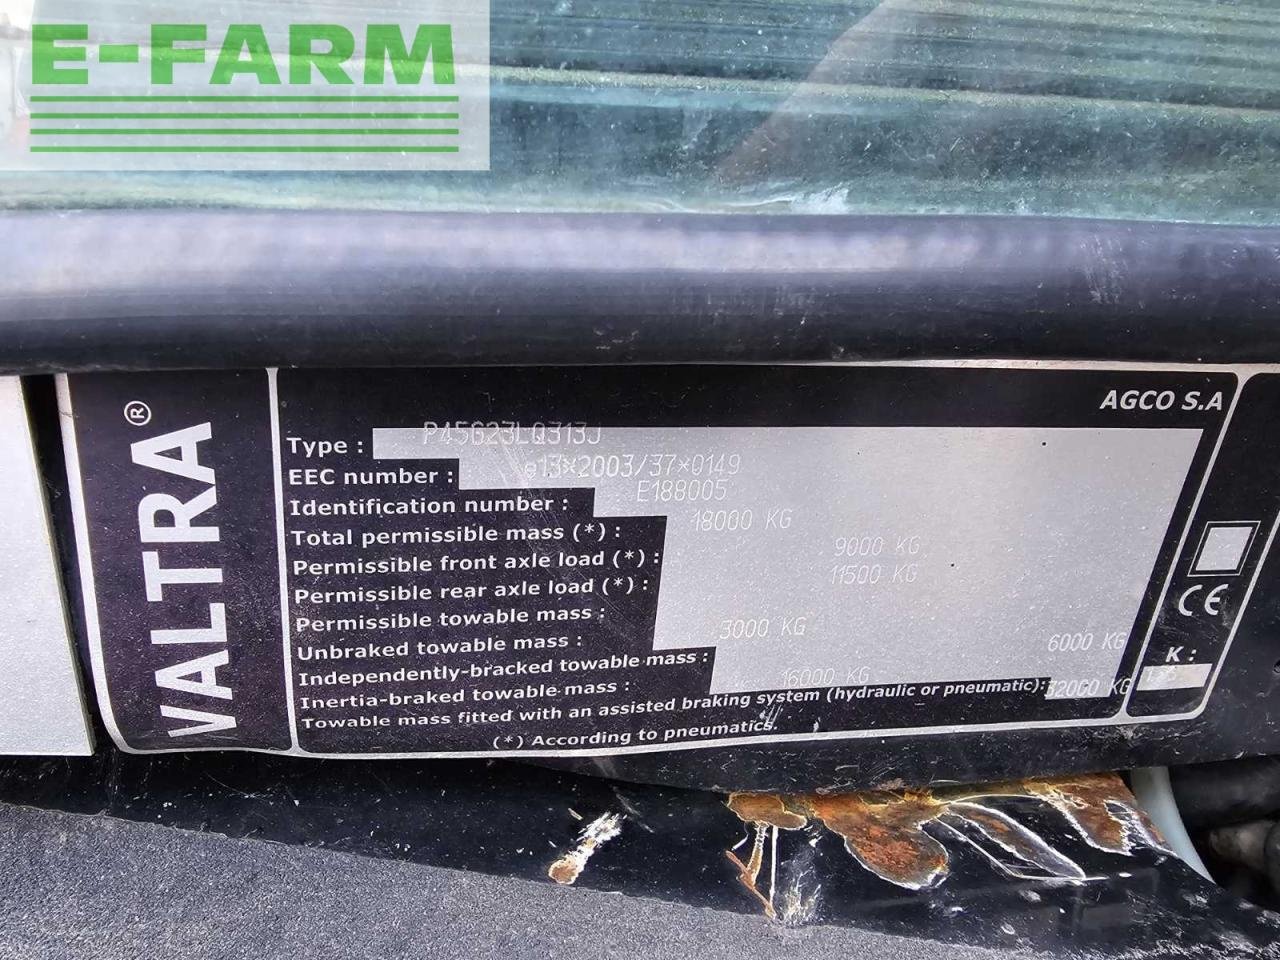 E-FARM
AGCO S.A
VALTRA®
Type : P45G23LQ313J
EEC number : e13*2003/37*0149
Identification number : E188005
Total permissible mass (*) : 18000 KG
Permissible front axle load (*) : 9000 KG
Permissible rear axle load (*) : 11500 KG
Permissible towable mass :
Unbraked towable mass : 3000 KG
Independently-bracked towable mass : 6000 KG
Inertia-braked towable mass : 16000 KG
Towable mass fitted with an assisted braking system (hydraulic or pneumatic): 32000 KG
(*) According to pneumatics.
CE
K :